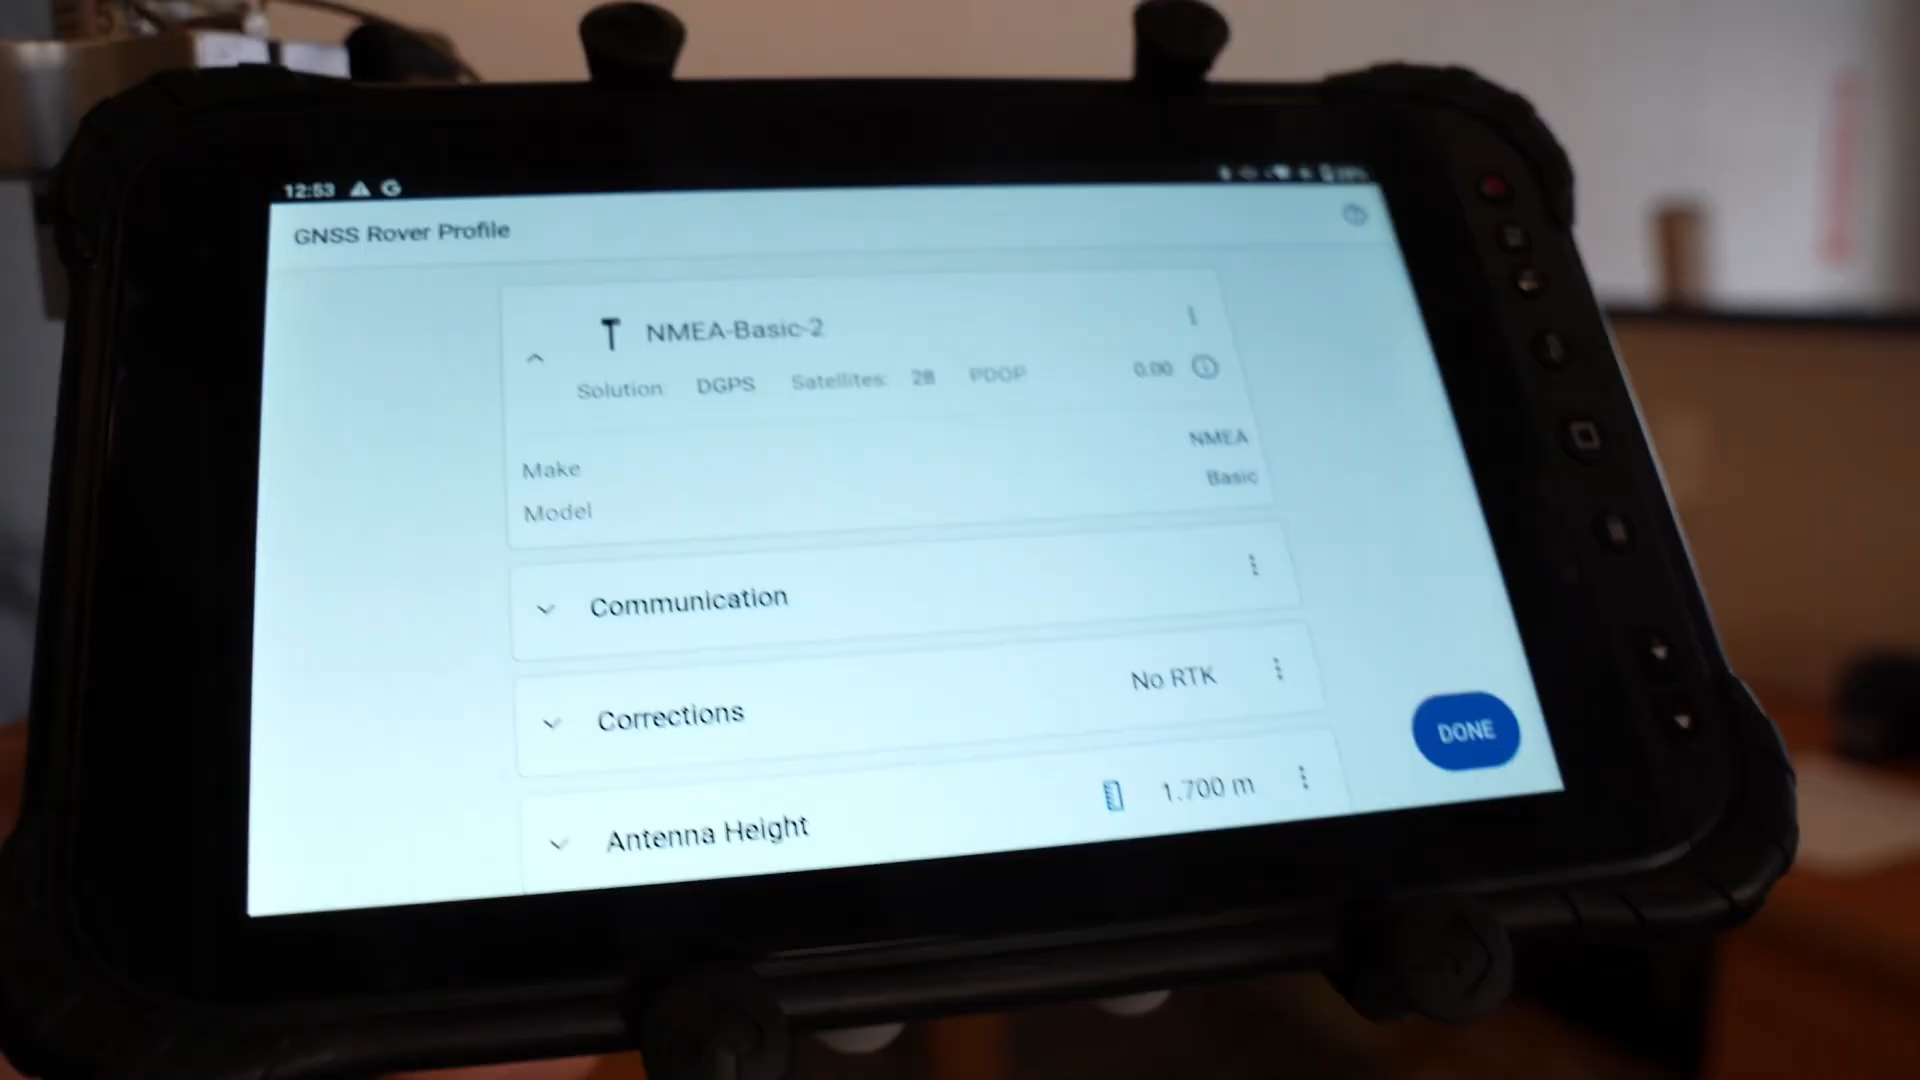 12:53
GNSS Rover Profile
NMEA-Basic-2
Solution: DGPS Satellites: 28 PDOP 0.00
Make NMEA
Model Basic
Communication
Corrections No RTK
Antenna Height 1.700 m
DONE